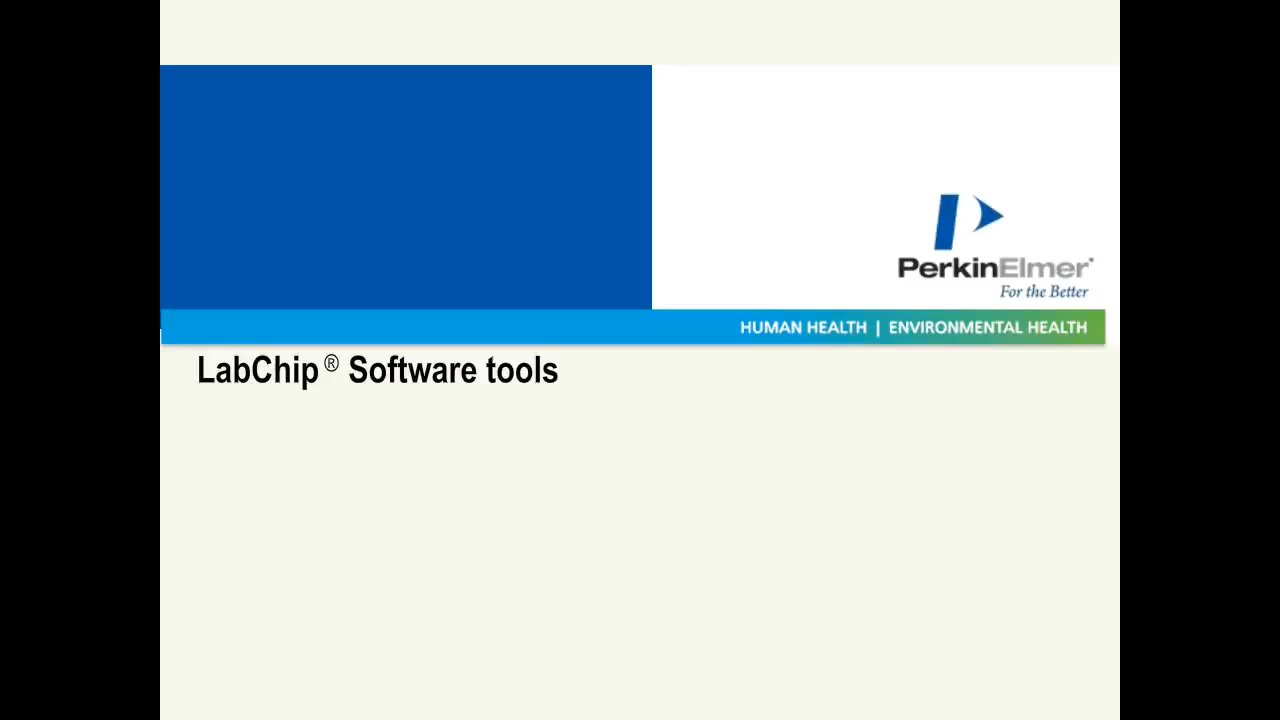 PerkinElmer®
For the Better
HUMAN HEALTH | ENVIRONMENTAL HEALTH
LabChip® Software tools